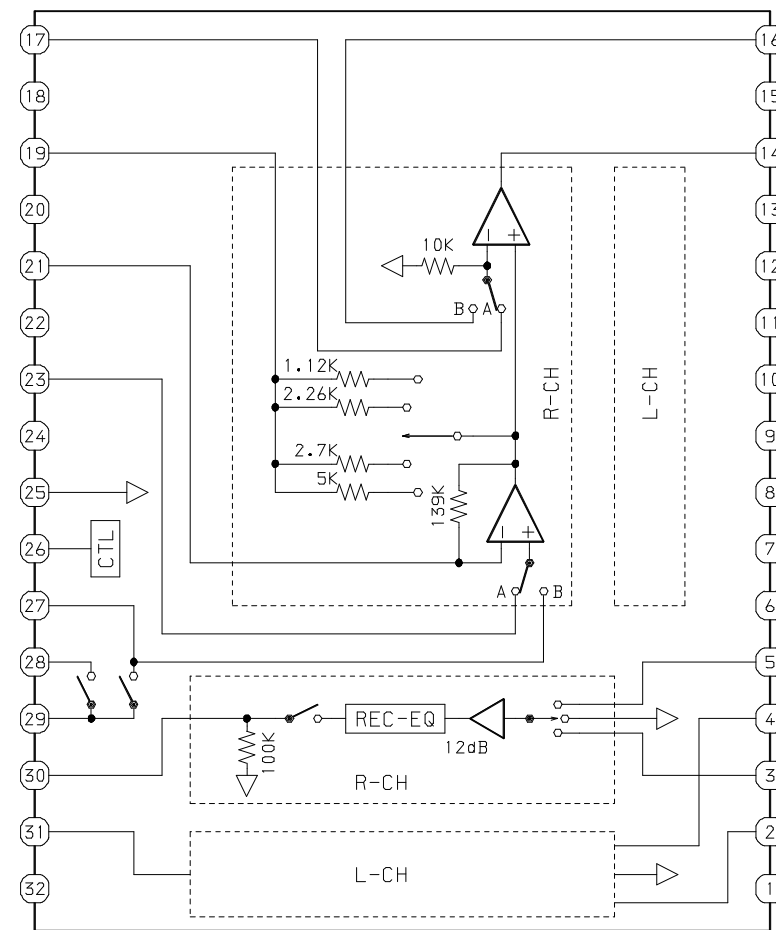 17 16
18 15
19 14
20 13
10K
21 12
− +
22 B A 11
1.12K
23 10
2.26K
R-CH L-CH
24 9
2.7K
5K
25 139K 8
− +
26 CTL 7
27 A B 6
28 5
29 REC-EQ 4
12dB
100K
30 R-CH 3
31 2
L-CH
32 1